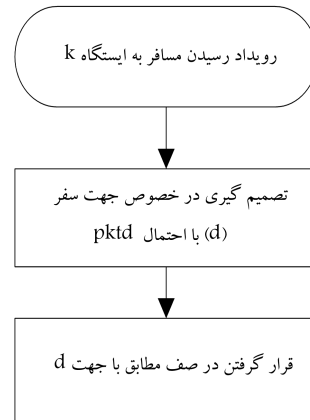 رویداد رسیدن مسافر به ایستگاه k
تصمیم گیری در خصوص جهت سفر
(d) با احتمال pktd
قرار گرفتن در صف مطابق با جهت d